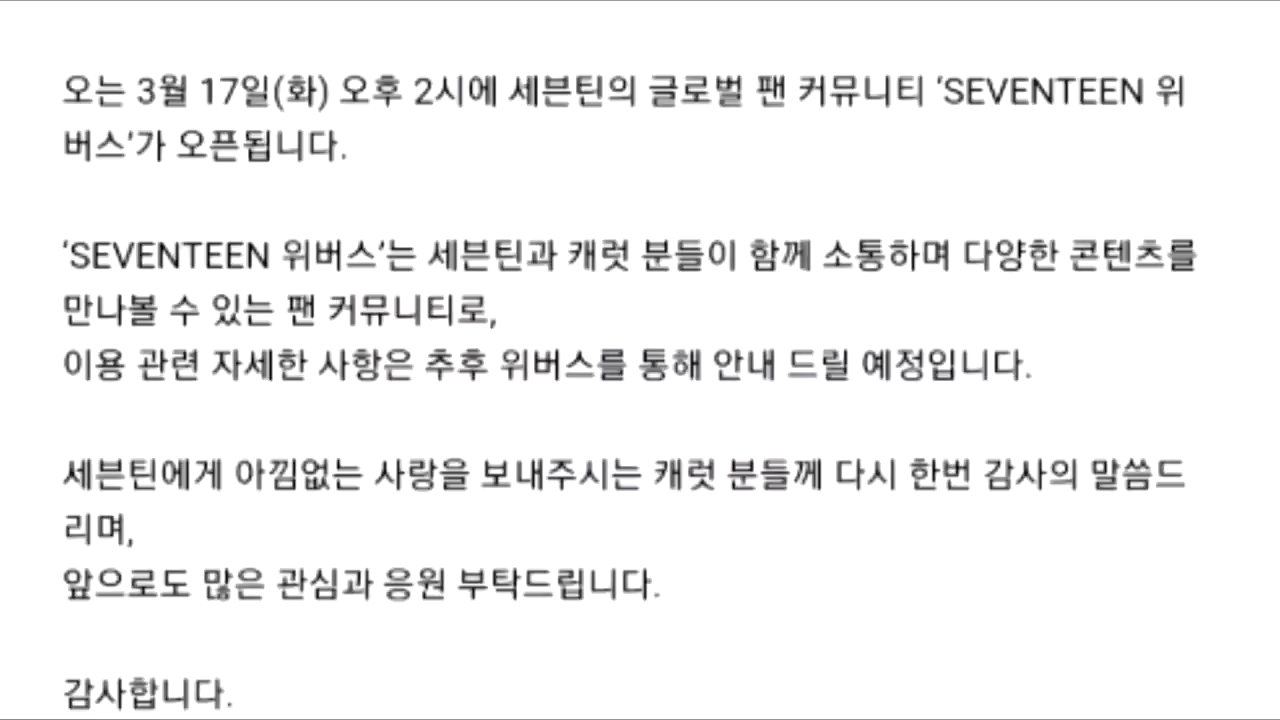 오는 3월 17일(화) 오후 2시에 세븐틴의 글로벌 팬 커뮤니티 ‘SEVENTEEN 위
버스’가 오픈됩니다.
‘SEVENTEEN 위버스’는 세븐틴과 캐럿 분들이 함께 소통하며 다양한 콘텐츠를
만나볼 수 있는 팬 커뮤니티로,
이용 관련 자세한 사항은 추후 위버스를 통해 안내 드릴 예정입니다.
세븐틴에게 아낌없는 사랑을 보내주시는 캐럿 분들께 다시 한번 감사의 말씀드
리며,
앞으로도 많은 관심과 응원 부탁드립니다.
감사합니다.